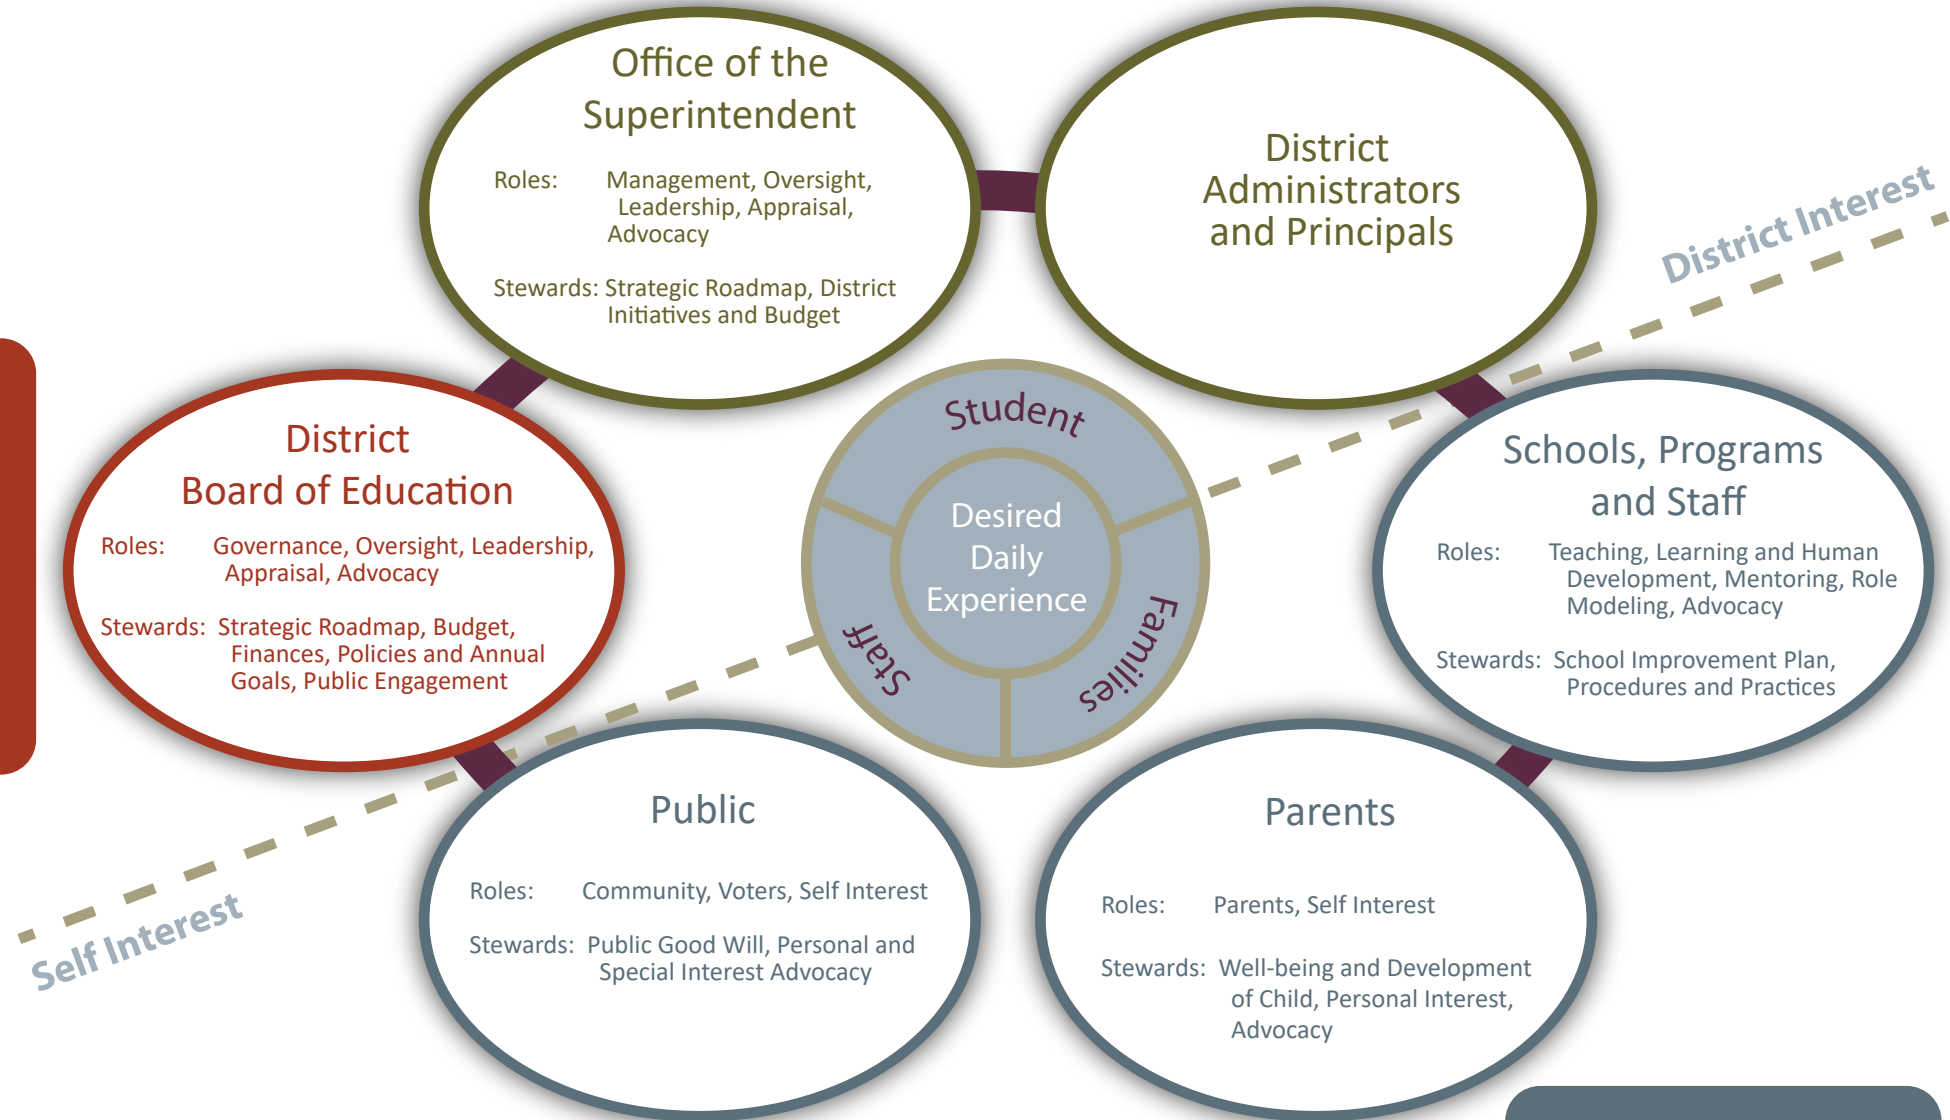 Office of the
Superintendent
Roles: Management, Oversight,
Leadership, Appraisal,
Advocacy
Stewards: Strategic Roadmap, District
Initiatives and Budget
District
Administrators
and Principals
District Interest
District
Board of Education
Roles: Governance, Oversight, Leadership,
Appraisal, Advocacy
Stewards: Strategic Roadmap, Budget,
Finances, Policies and Annual
Goals, Public Engagement
Student
Desired
Daily
Experience
Staff
Families
Schools, Programs
and Staff
Roles: Teaching, Learning and Human
Development, Mentoring, Role
Modeling, Advocacy
Stewards: School Improvement Plan,
Procedures and Practices
Self Interest
Public
Roles: Community, Voters, Self Interest
Stewards: Public Good Will, Personal and
Special Interest Advocacy
Parents
Roles: Parents, Self Interest
Stewards: Well-being and Development
of Child, Personal Interest,
Advocacy